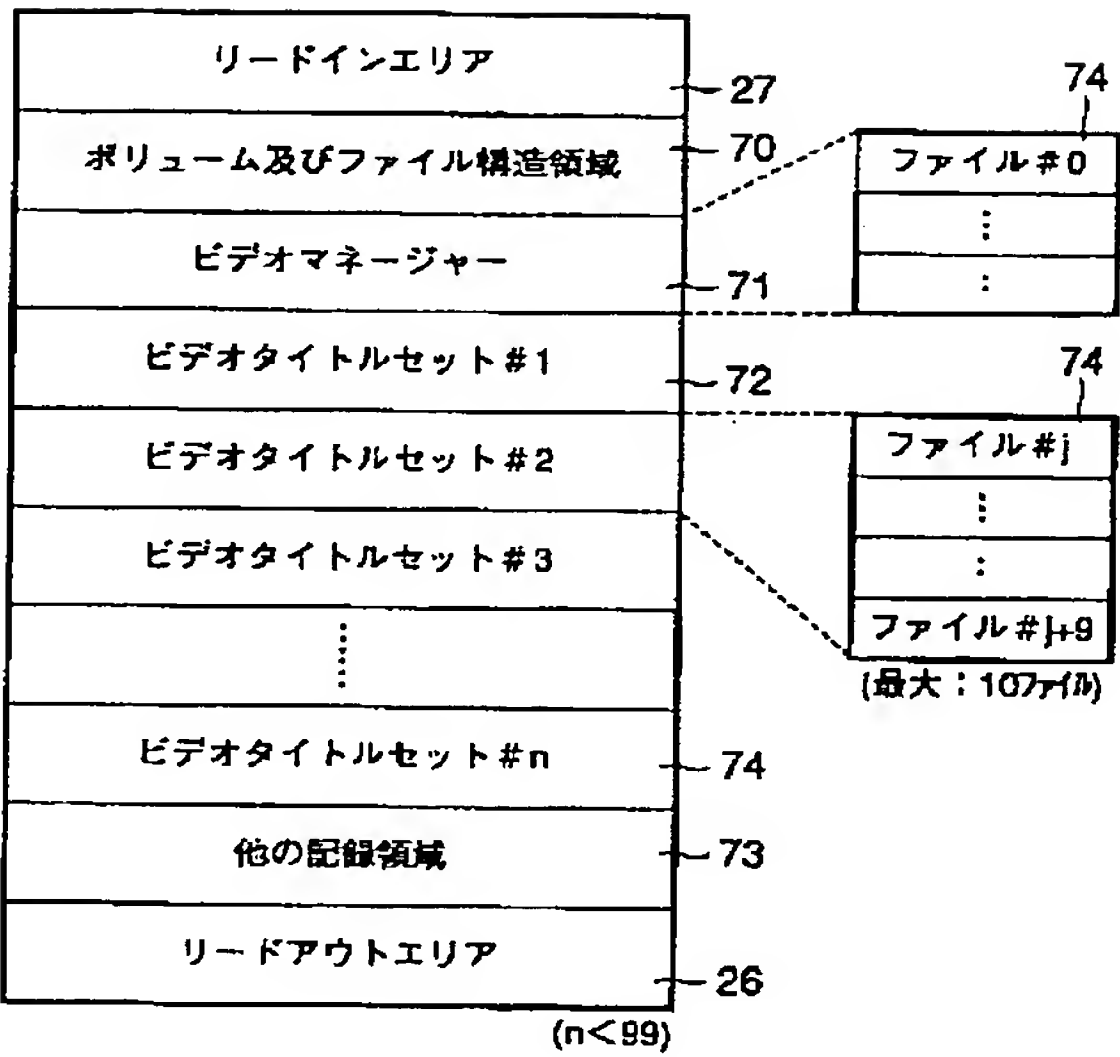 リードインエリア
27
ボリューム及びファイル構造領域
70
ビデオマネージャー
71
ビデオタイトルセット#1
72
ビデオタイトルセット#2
ビデオタイトルセット#3
ビデオタイトルセット#n
74
他の記録領域
73
リードアウトエリア
26
(n<99)
74
ファイル#0
74
ファイル#j
ファイル#j+9
(最大:10ファイル)